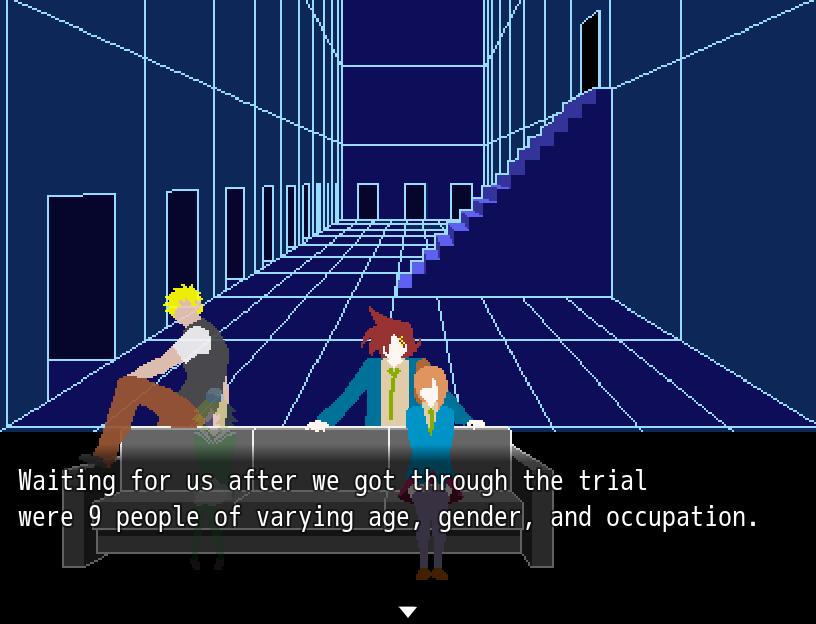 Waiting for us after we got through the trial
were 9 people of varying age, gender, and occupation.